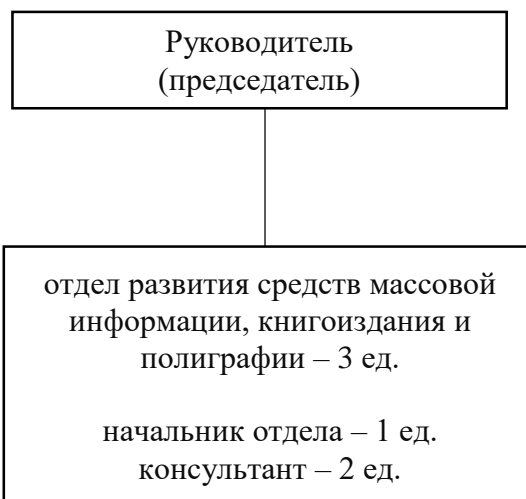 Руководитель
(председатель)
отдел развития средств массовой
информации, книгоиздания и
полиграфии – 3 ед.
начальник отдела – 1 ед.
консультант – 2 ед.